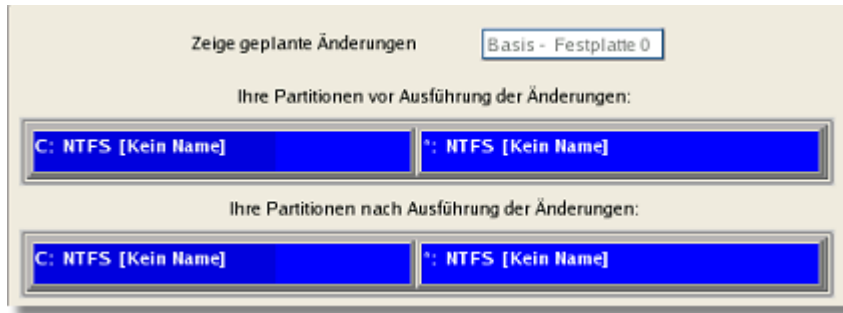 Zeige geplante Änderungen Basis - Festplatte 0
Ihre Partitionen vor Ausführung der Änderungen:
C: NTFS [Kein Name] *: NTFS [Kein Name]
Ihre Partitionen nach Ausführung der Änderungen:
C: NTFS [Kein Name] *: NTFS [Kein Name]